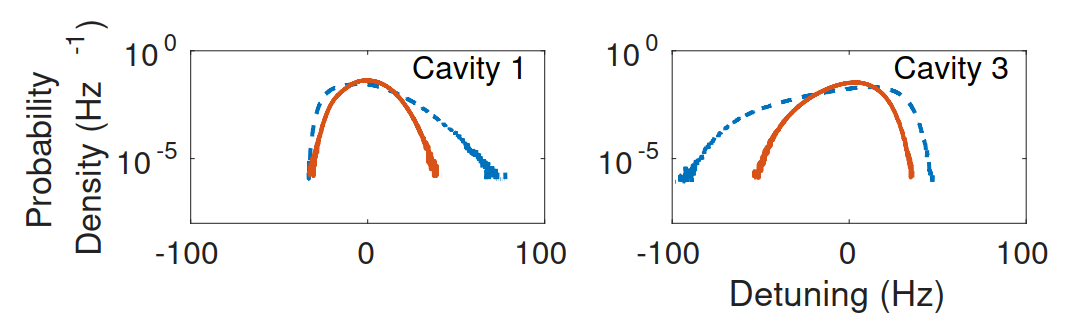 Probability
Density (Hz⁻¹)
10⁰
10⁻⁵
Cavity 1
-100
0
100
10⁰
10⁻⁵
Cavity 3
-100
0
100
Detuning (Hz)